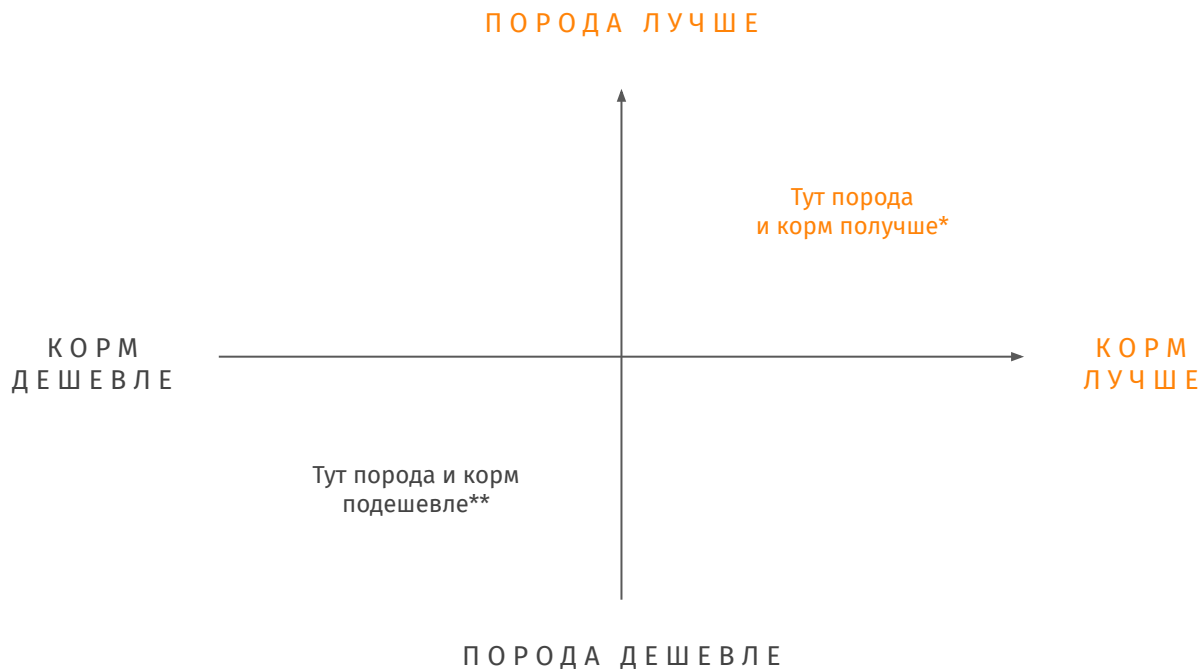 ПОРОДА ЛУЧШЕ
Тут порода
и корм получше*
КОРМ
ДЕШЕВЛЕ
КОРМ
ЛУЧШЕ
Тут порода и корм
подешевле**
ПОРОДА ДЕШЕВЛЕ